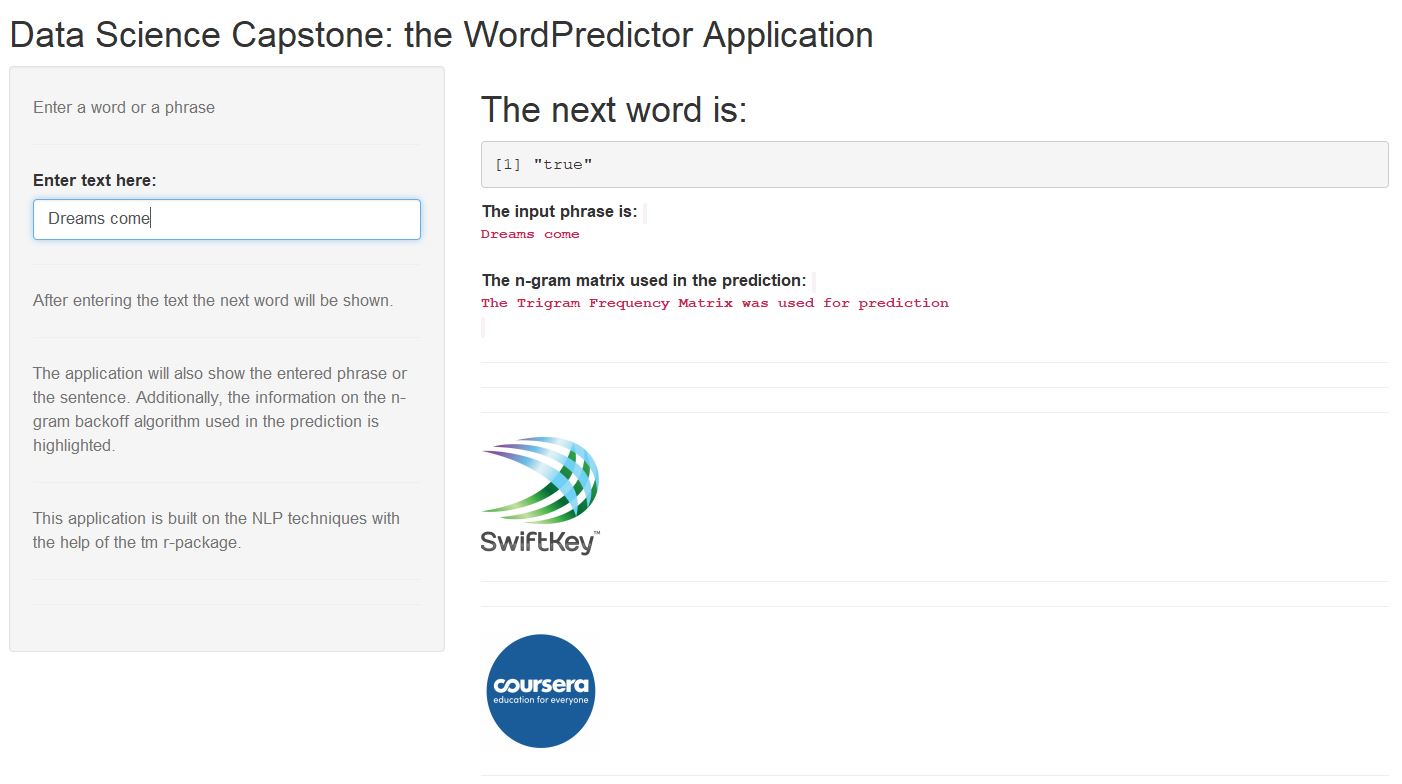 Data Science Capstone: the WordPredictor Application
Enter a word or a phrase
Enter text here:
Dreams come
After entering the text the next word will be shown.
The application will also show the entered phrase or
the sentence. Additionally, the information on the n-
gram backoff algorithm used in the prediction is
highlighted.
This application is built on the NLP techniques with
the help of the tm r-package.
The next word is:
[1] "true"
The input phrase is:
Dreams come
The n-gram matrix used in the prediction:
The Trigram Frequency Matrix was used for prediction
SwiftKey™
coursera
education for everyone